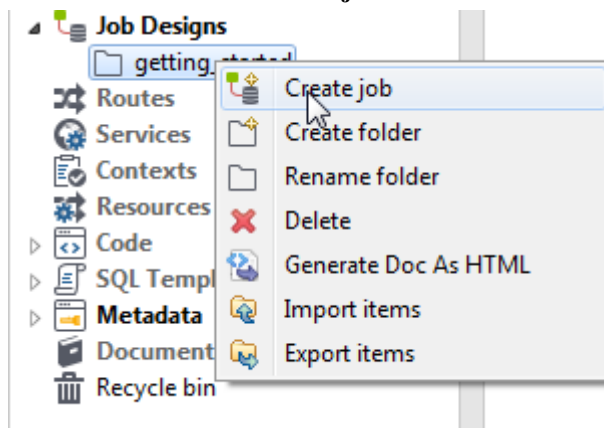 Job Designs
getting_started
Create job
Routes
Create folder
Services
Contexts
Rename folder
Resources
Delete
Code
Generate Doc As HTML
SQL Templ
Import items
Metadata
Document
Export items
Recycle bin